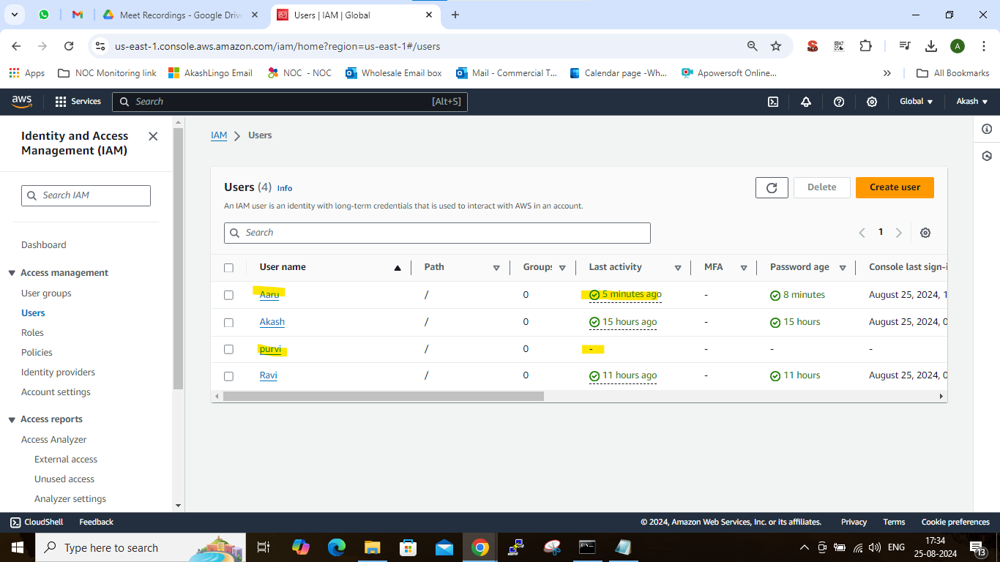 Meet Recordings - Google Drive
Users | IAM | Global
us-east-1.console.aws.amazon.com/iam/home?region=us-east-1#/users
SEO
A
Apps
NOC Monitoring link
AkashLingo Email
NOC - NOC
Wholesale Email box
Mail - Commercial T...
Calendar page -Wh...
Apowersoft Online...
All Bookmarks
aws
Services
Search
[Alt+S]
Global
Akash
Identity and Access
Management (IAM)
Search IAM
Dashboard
Access management
User groups
Users
Roles
Policies
Identity providers
Account settings
Access reports
Access Analyzer
External access
Unused access
Analyzer settings
IAM > Users
Users (4) Info
An IAM user is an identity with long-term credentials that is used to interact with AWS in an account.
Delete
Create user
Search
1
User name Path Groups Last activity MFA Password age Console last sign-i
Aaru / 0 5 minutes ago - 8 minutes August 25, 2024, 1
Akash / 0 15 hours ago - 15 hours August 25, 2024, 0
purvi / 0 - - - -
Ravi / 0 11 hours ago - 11 hours August 25, 2024, 0
CloudShell Feedback
© 2024, Amazon Web Services, Inc. or its affiliates. Privacy Terms Cookie preferences
Type here to search
ENG
17:34
25-08-2024
13